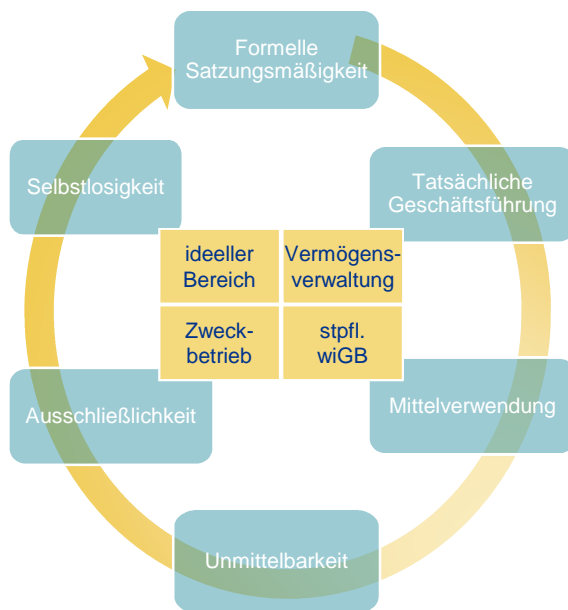 Formelle
Satzungsmäßigkeit
Selbstlosigkeit
Tatsächliche
Geschäftsführung
ideeller
Bereich
Vermögens-
verwaltung
Zweck-
betrieb
stpfl.
wiGB
Ausschließlichkeit
Mittelverwendung
Unmittelbarkeit